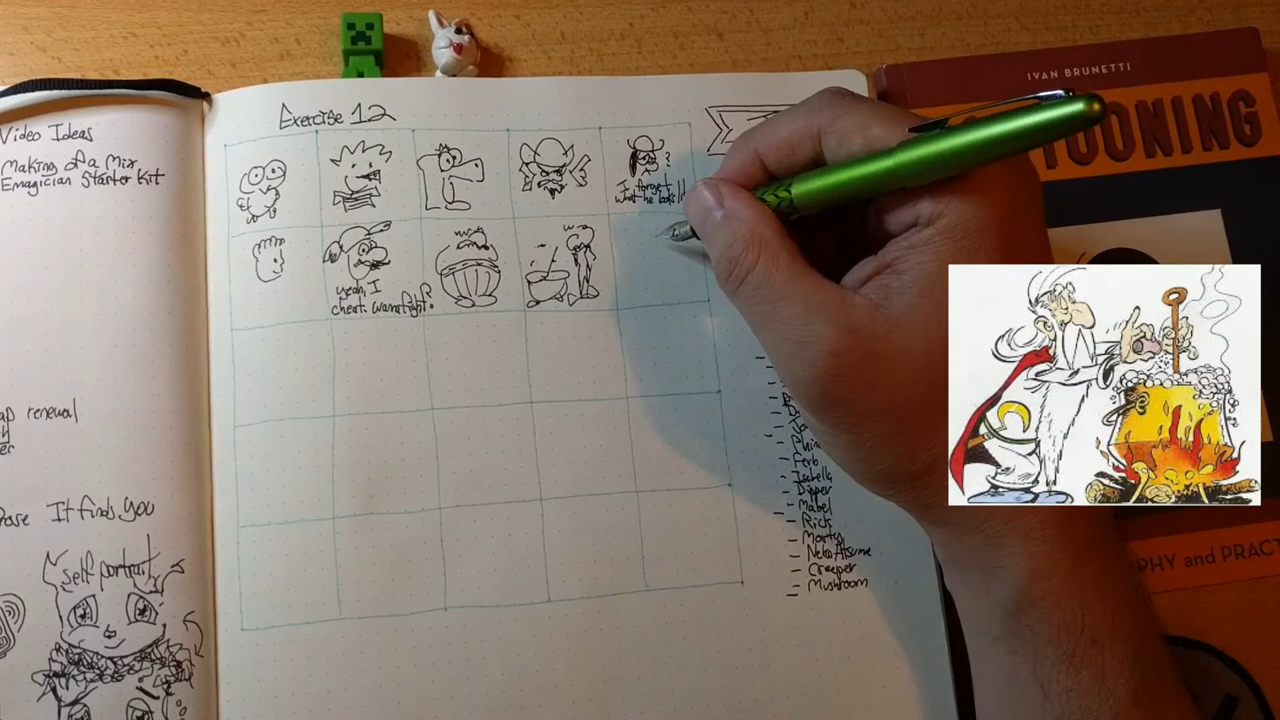 Video Ideas
Making of a Mix
Emagician Starter Kit
renewal
It finds you
self portrait
Exercise 12
I forgot
what he looks li
yeah, I
cheat. wanna fight?
Isabella
Dipper
Mabel
Rick
Morty
Neko Atsume
Creeper
Mushroom
IVAN BRUNETTI
TOONING
PHY and PRACT